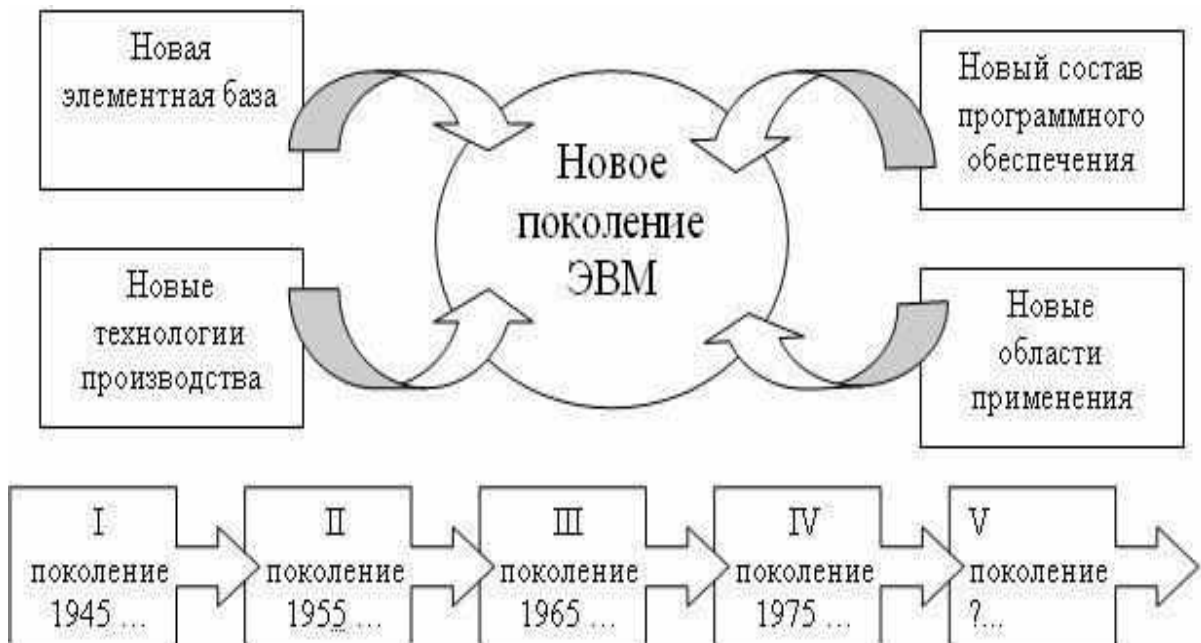 Новая
элементная база
Новый состав
программного
обеспечения
Новое
поколение
ЭВМ
Новые
технологии
производства
Новые
области
применения
I
поколение
1945 ...
II
поколение
1955 ...
III
поколение
1965 ...
IV
поколение
1975 ...
V
поколение
?...